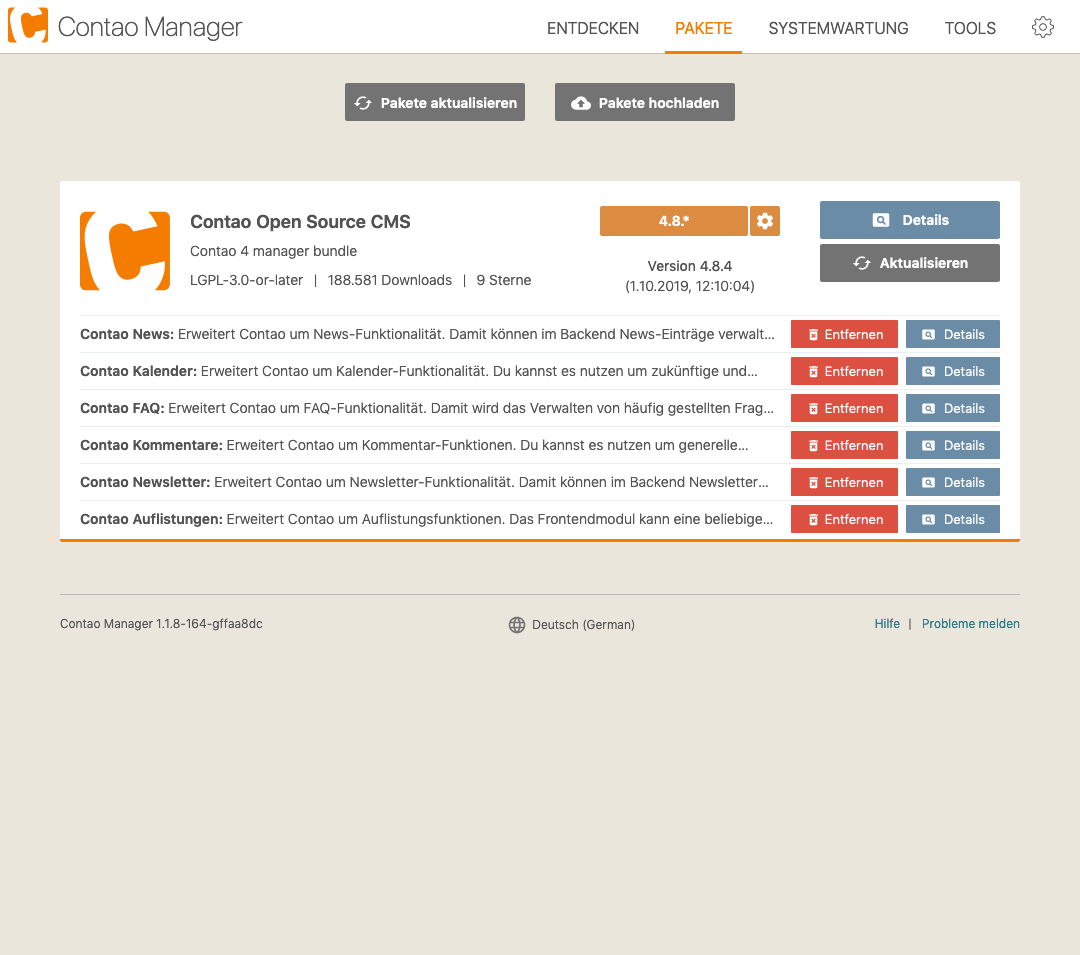 Contao Manager
ENTDECKEN PAKETE SYSTEMWARTUNG TOOLS
Pakete aktualisieren Pakete hochladen
Contao Open Source CMS
Contao 4 manager bundle
LGPL-3.0-or-later | 188.581 Downloads | 9 Sterne
4.8.*
Version 4.8.4
(1.10.2019, 12:10:04)
Details
Aktualisieren
Contao News: Erweitert Contao um News-Funktionalität. Damit können im Backend News-Einträge verwalt... Entfernen Details
Contao Kalender: Erweitert Contao um Kalender-Funktionalität. Du kannst es nutzen um zukünftige und... Entfernen Details
Contao FAQ: Erweitert Contao um FAQ-Funktionalität. Damit wird das Verwalten von häufig gestellten Frag... Entfernen Details
Contao Kommentare: Erweitert Contao um Kommentar-Funktionen. Du kannst es nutzen um generelle... Entfernen Details
Contao Newsletter: Erweitert Contao um Newsletter-Funktionalität. Damit können im Backend Newsletter... Entfernen Details
Contao Auflistungen: Erweitert Contao um Auflistungsfunktionen. Das Frontendmodul kann eine beliebige... Entfernen Details
Contao Manager 1.1.8-164-gffaa8dc Deutsch (German) Hilfe | Probleme melden